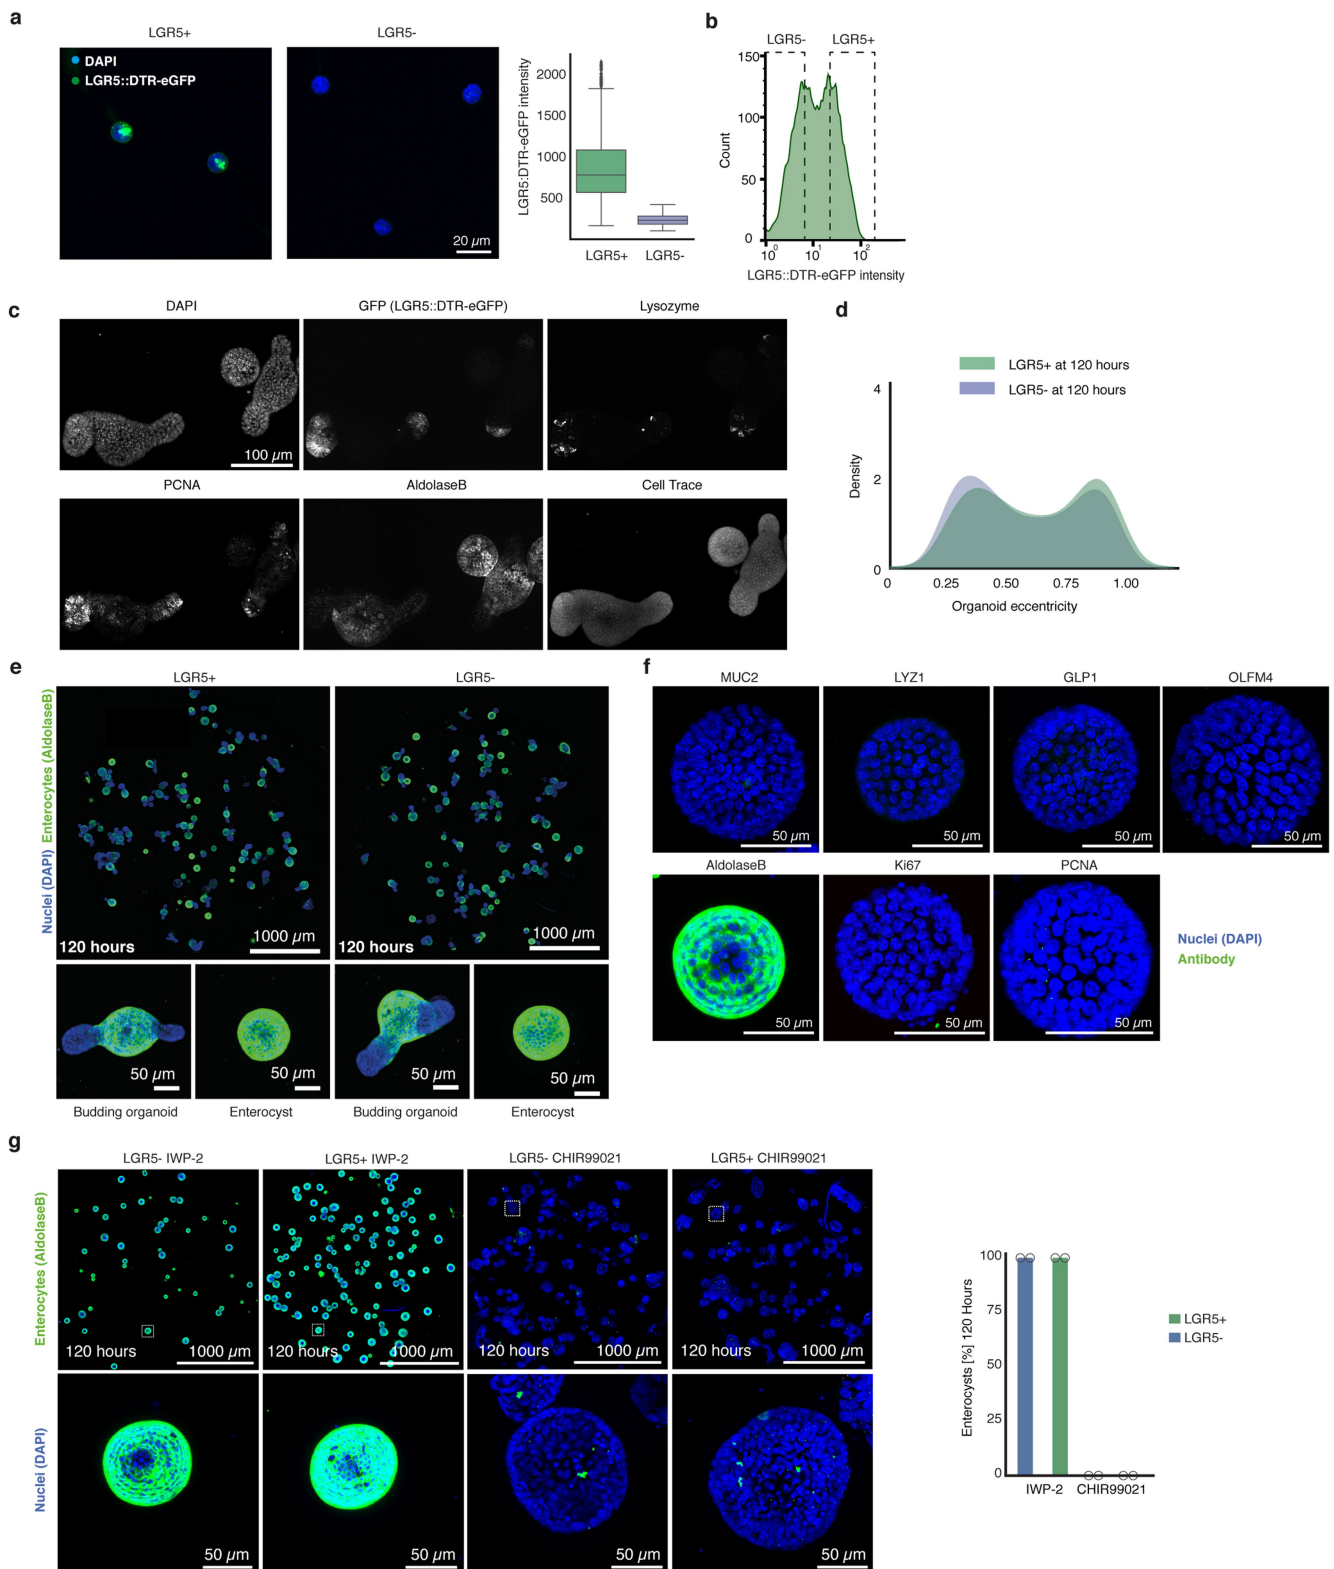 a
LGR5+
LGR5-
DAPI
LGR5::DTR-eGFP
20 µm
LGR5:DTR-eGFP intensity
2000
1500
1000
500
LGR5+ LGR5-
b
LGR5- LGR5+
Count
150
100
50
0
10^0 10^1 10^2
LGR5::DTR-eGFP intensity
c
DAPI
GFP (LGR5::DTR-eGFP)
Lysozyme
100 µm
PCNA
AldolaseB
Cell Trace
d
LGR5+ at 120 hours
LGR5- at 120 hours
Density
4
2
0
0 0.25 0.50 0.75 1.00
Organoid eccentricity
e
LGR5+
LGR5-
Nuclei (DAPI) Enterocytes (AldolaseB)
120 hours
1000 µm
120 hours
1000 µm
50 µm
50 µm
50 µm
50 µm
Budding organoid
Enterocyst
Budding organoid
Enterocyst
f
MUC2
LYZ1
GLP1
OLFM4
50 µm
50 µm
50 µm
50 µm
AldolaseB
Ki67
PCNA
50 µm
50 µm
50 µm
Nuclei (DAPI)
Antibody
g
LGR5- IWP-2
LGR5+ IWP-2
LGR5- CHIR99021
LGR5+ CHIR99021
Enterocytes (AldolaseB)
120 hours
1000 µm
120 hours
1000 µm
120 hours
1000 µm
120 hours
1000 µm
Nuclei (DAPI)
50 µm
50 µm
50 µm
50 µm
Enterocysts [%] 120 Hours
100
75
50
25
0
IWP-2 CHIR99021
LGR5+
LGR5-